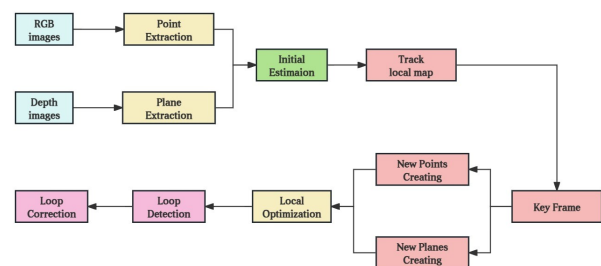 RGB
images
Point
Extraction
Initial
Estimaion
Track
local map
Depth
images
Plane
Extraction
New Points
Creating
Loop
Correction
Loop
Detection
Local
Optimization
Key Frame
New Planes
Creating